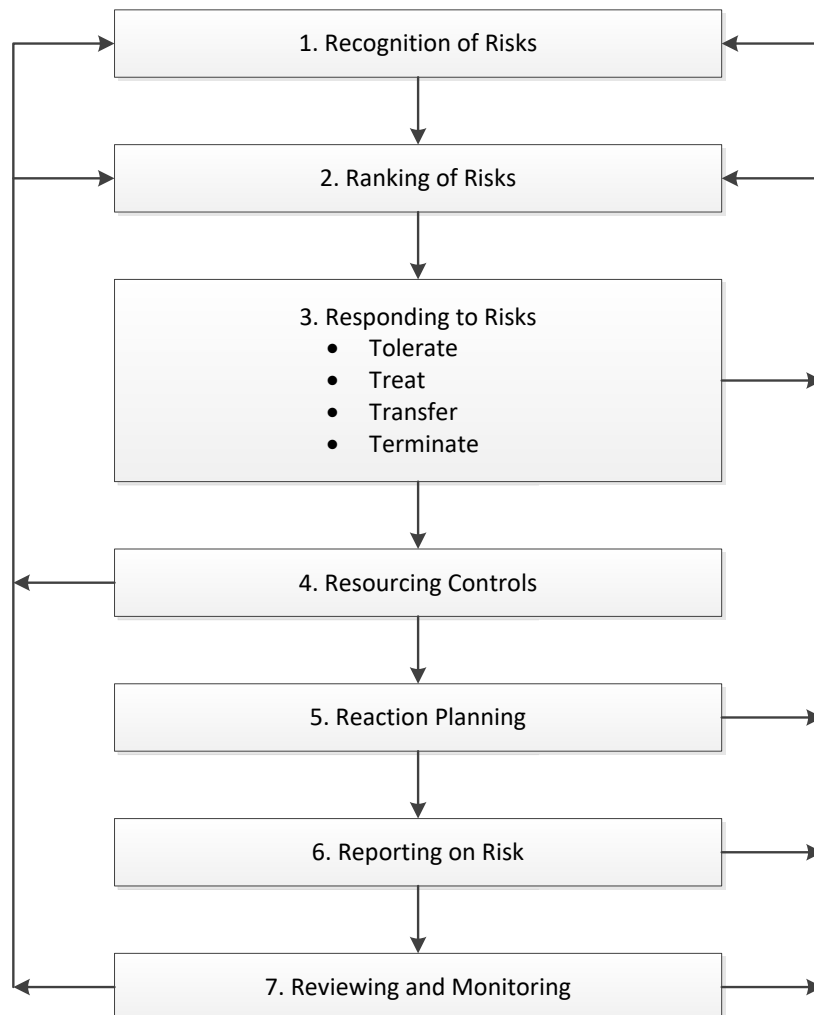 1. Recognition of Risks
2. Ranking of Risks
3. Responding to Risks
• Tolerate
• Treat
• Transfer
• Terminate
4. Resourcing Controls
5. Reaction Planning
6. Reporting on Risk
7. Reviewing and Monitoring